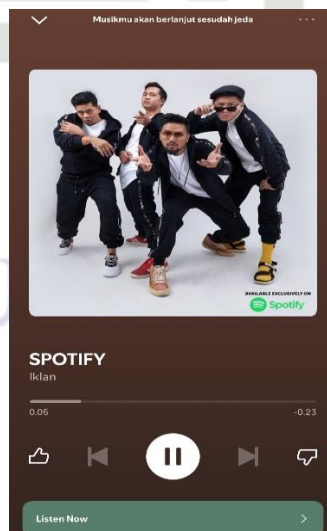 Musikmu akan berlanjut sesudah jeda
AVAILABLE EXCLUSIVELY ON
Spotify
SPOTIFY
Iklan
0.05
-0.23
Listen Now